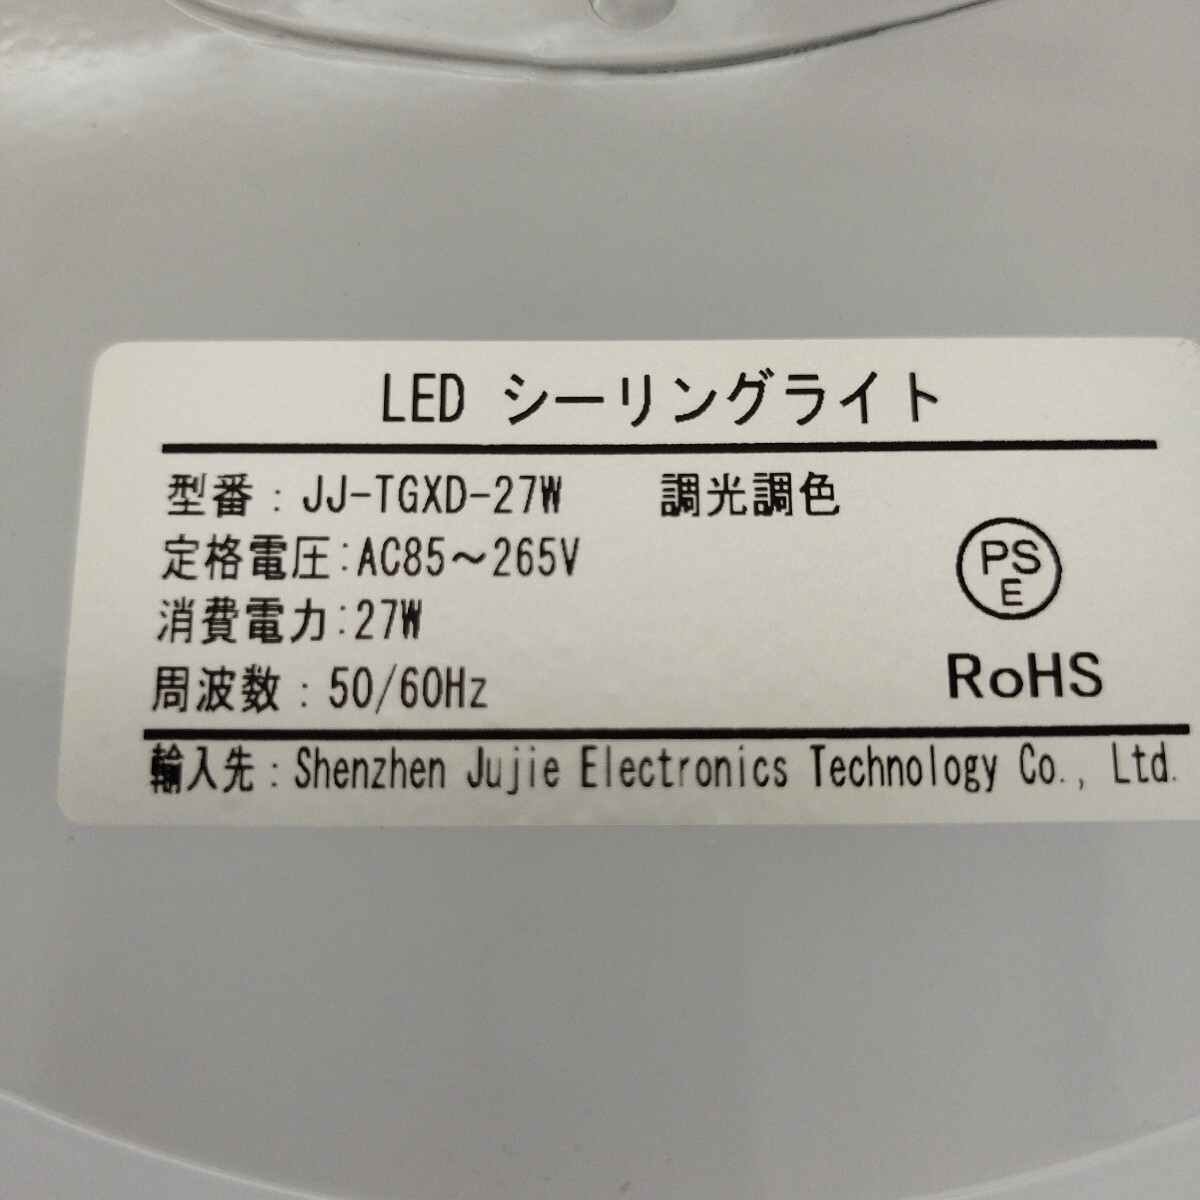 LED シーリングライト
型番：JJ-TGXD-27W 調光調色
定格電圧:AC85～265V
消費電力:27W
周波数：50/60Hz
PS
E
RoHS
輸入先：Shenzhen Jujie Electronics Technology Co., Ltd.